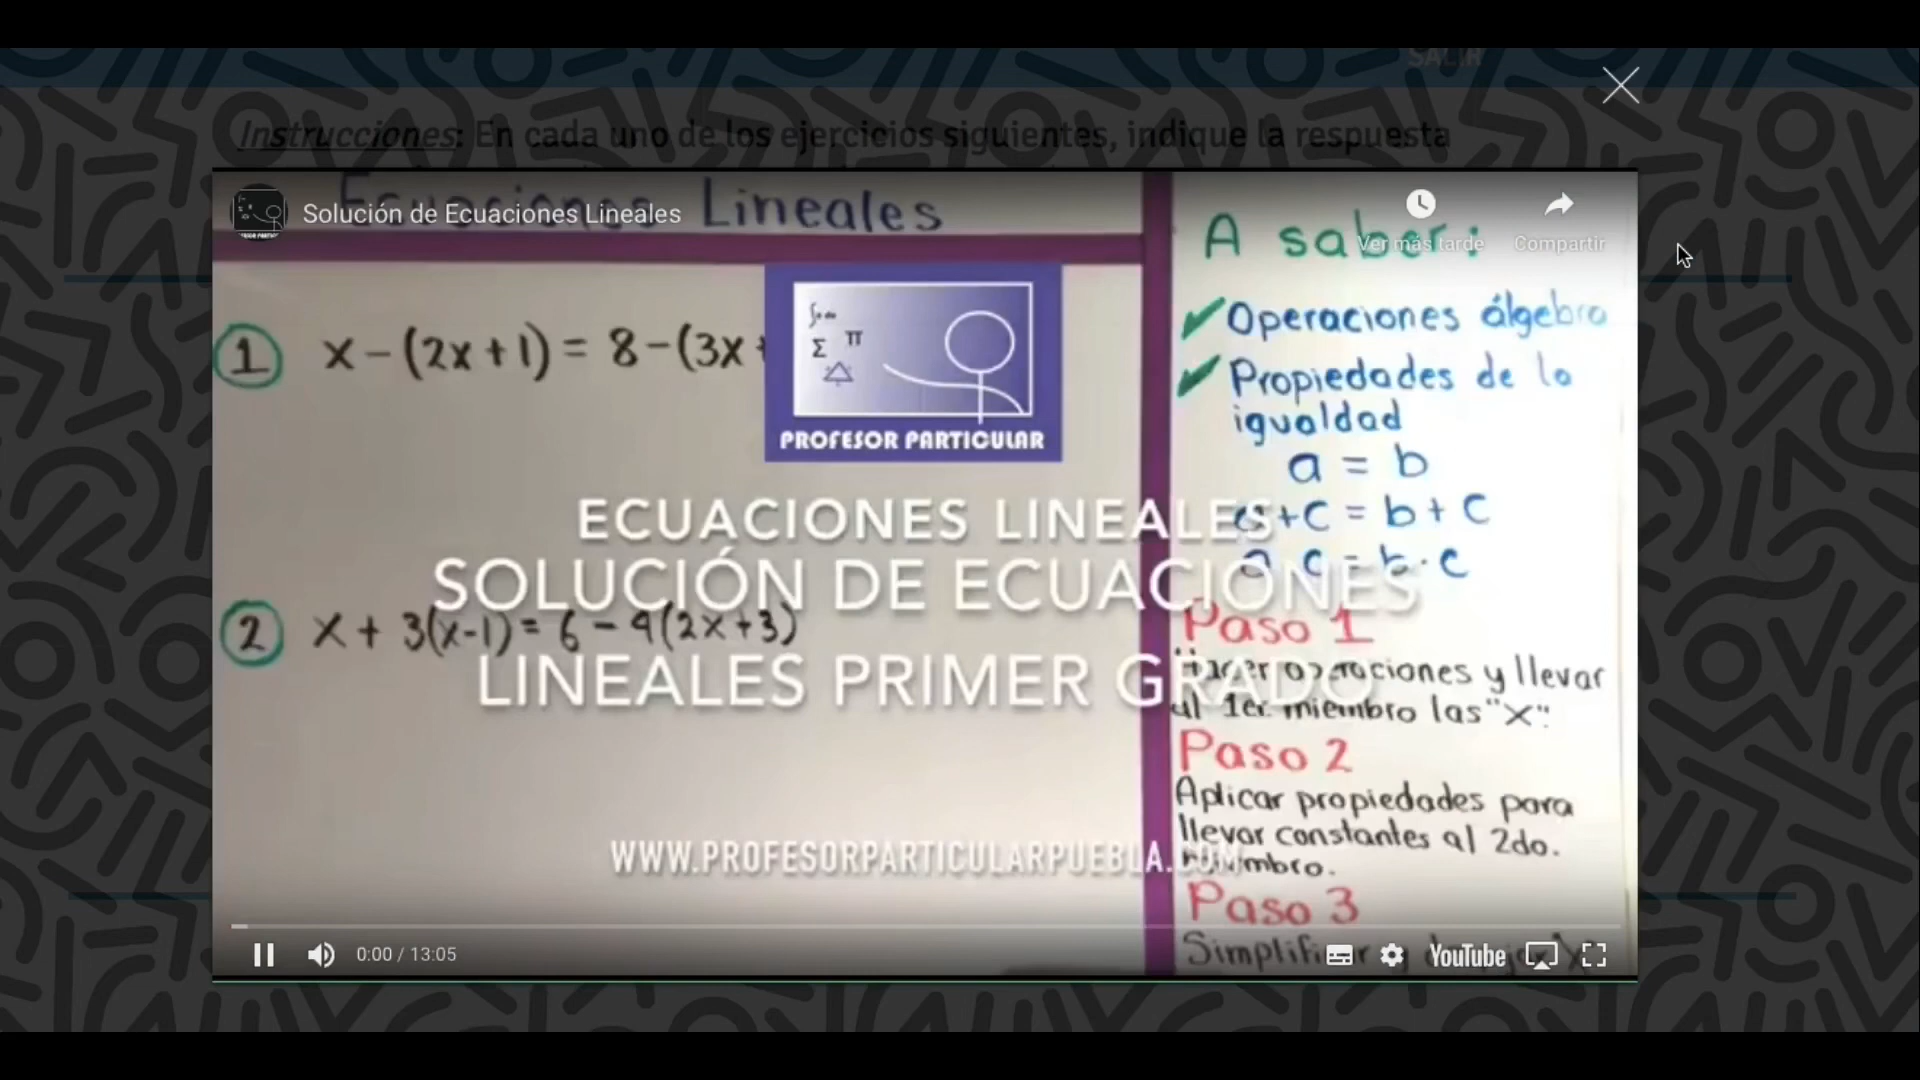 SALIR
Instrucciones: En cada uno de los ejercicios siguientes, indique la respuesta
Ecuaciones Lineales
Solución de Ecuaciones Lineales
Ver más tarde
Compartir
A saber:
1 x-(2x+1)=8-(3x
✓ Operaciones álgebra
✓ Propiedades de la
igualdad
a = b
a+c = b+c
a·c = b·c
Σ π
PROFESOR PARTICULAR
ECUACIONES LINEALES
SOLUCIÓN DE ECUACIONES
LINEALES PRIMER GRADO
2 x+3(x-1)=6-4(2x+3)
WWW.PROFESORPARTICULARPUEBLA.COM
Paso 1
Hacer operaciones y llevar
al 1er miembro las "x".
Paso 2
Aplicar propiedades para
llevar constantes al 2do.
miembro.
Paso 3
0:00 / 13:05
YouTube